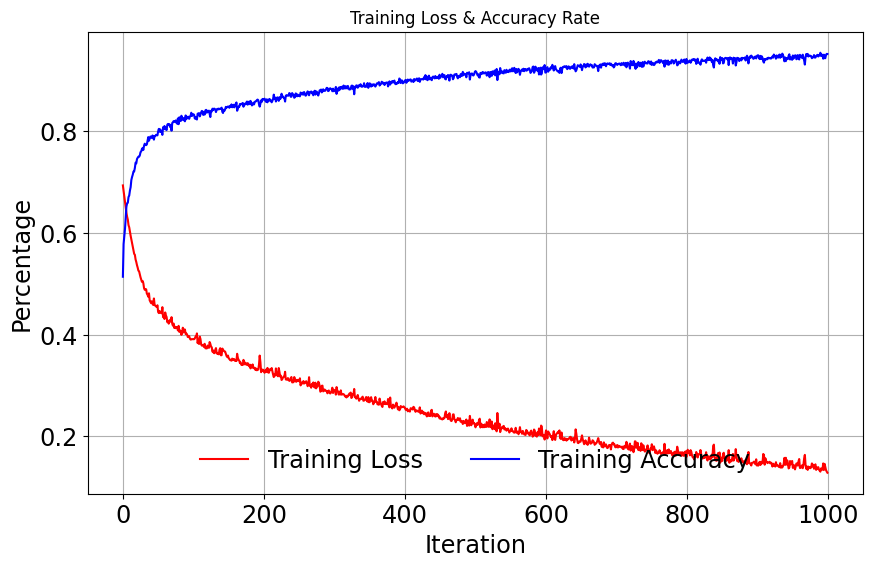 Training Loss & Accuracy Rate
Percentage
0.8
0.6
0.4
0.2
Training Loss
Training Accuracy
0 200 400 600 800 1000
Iteration